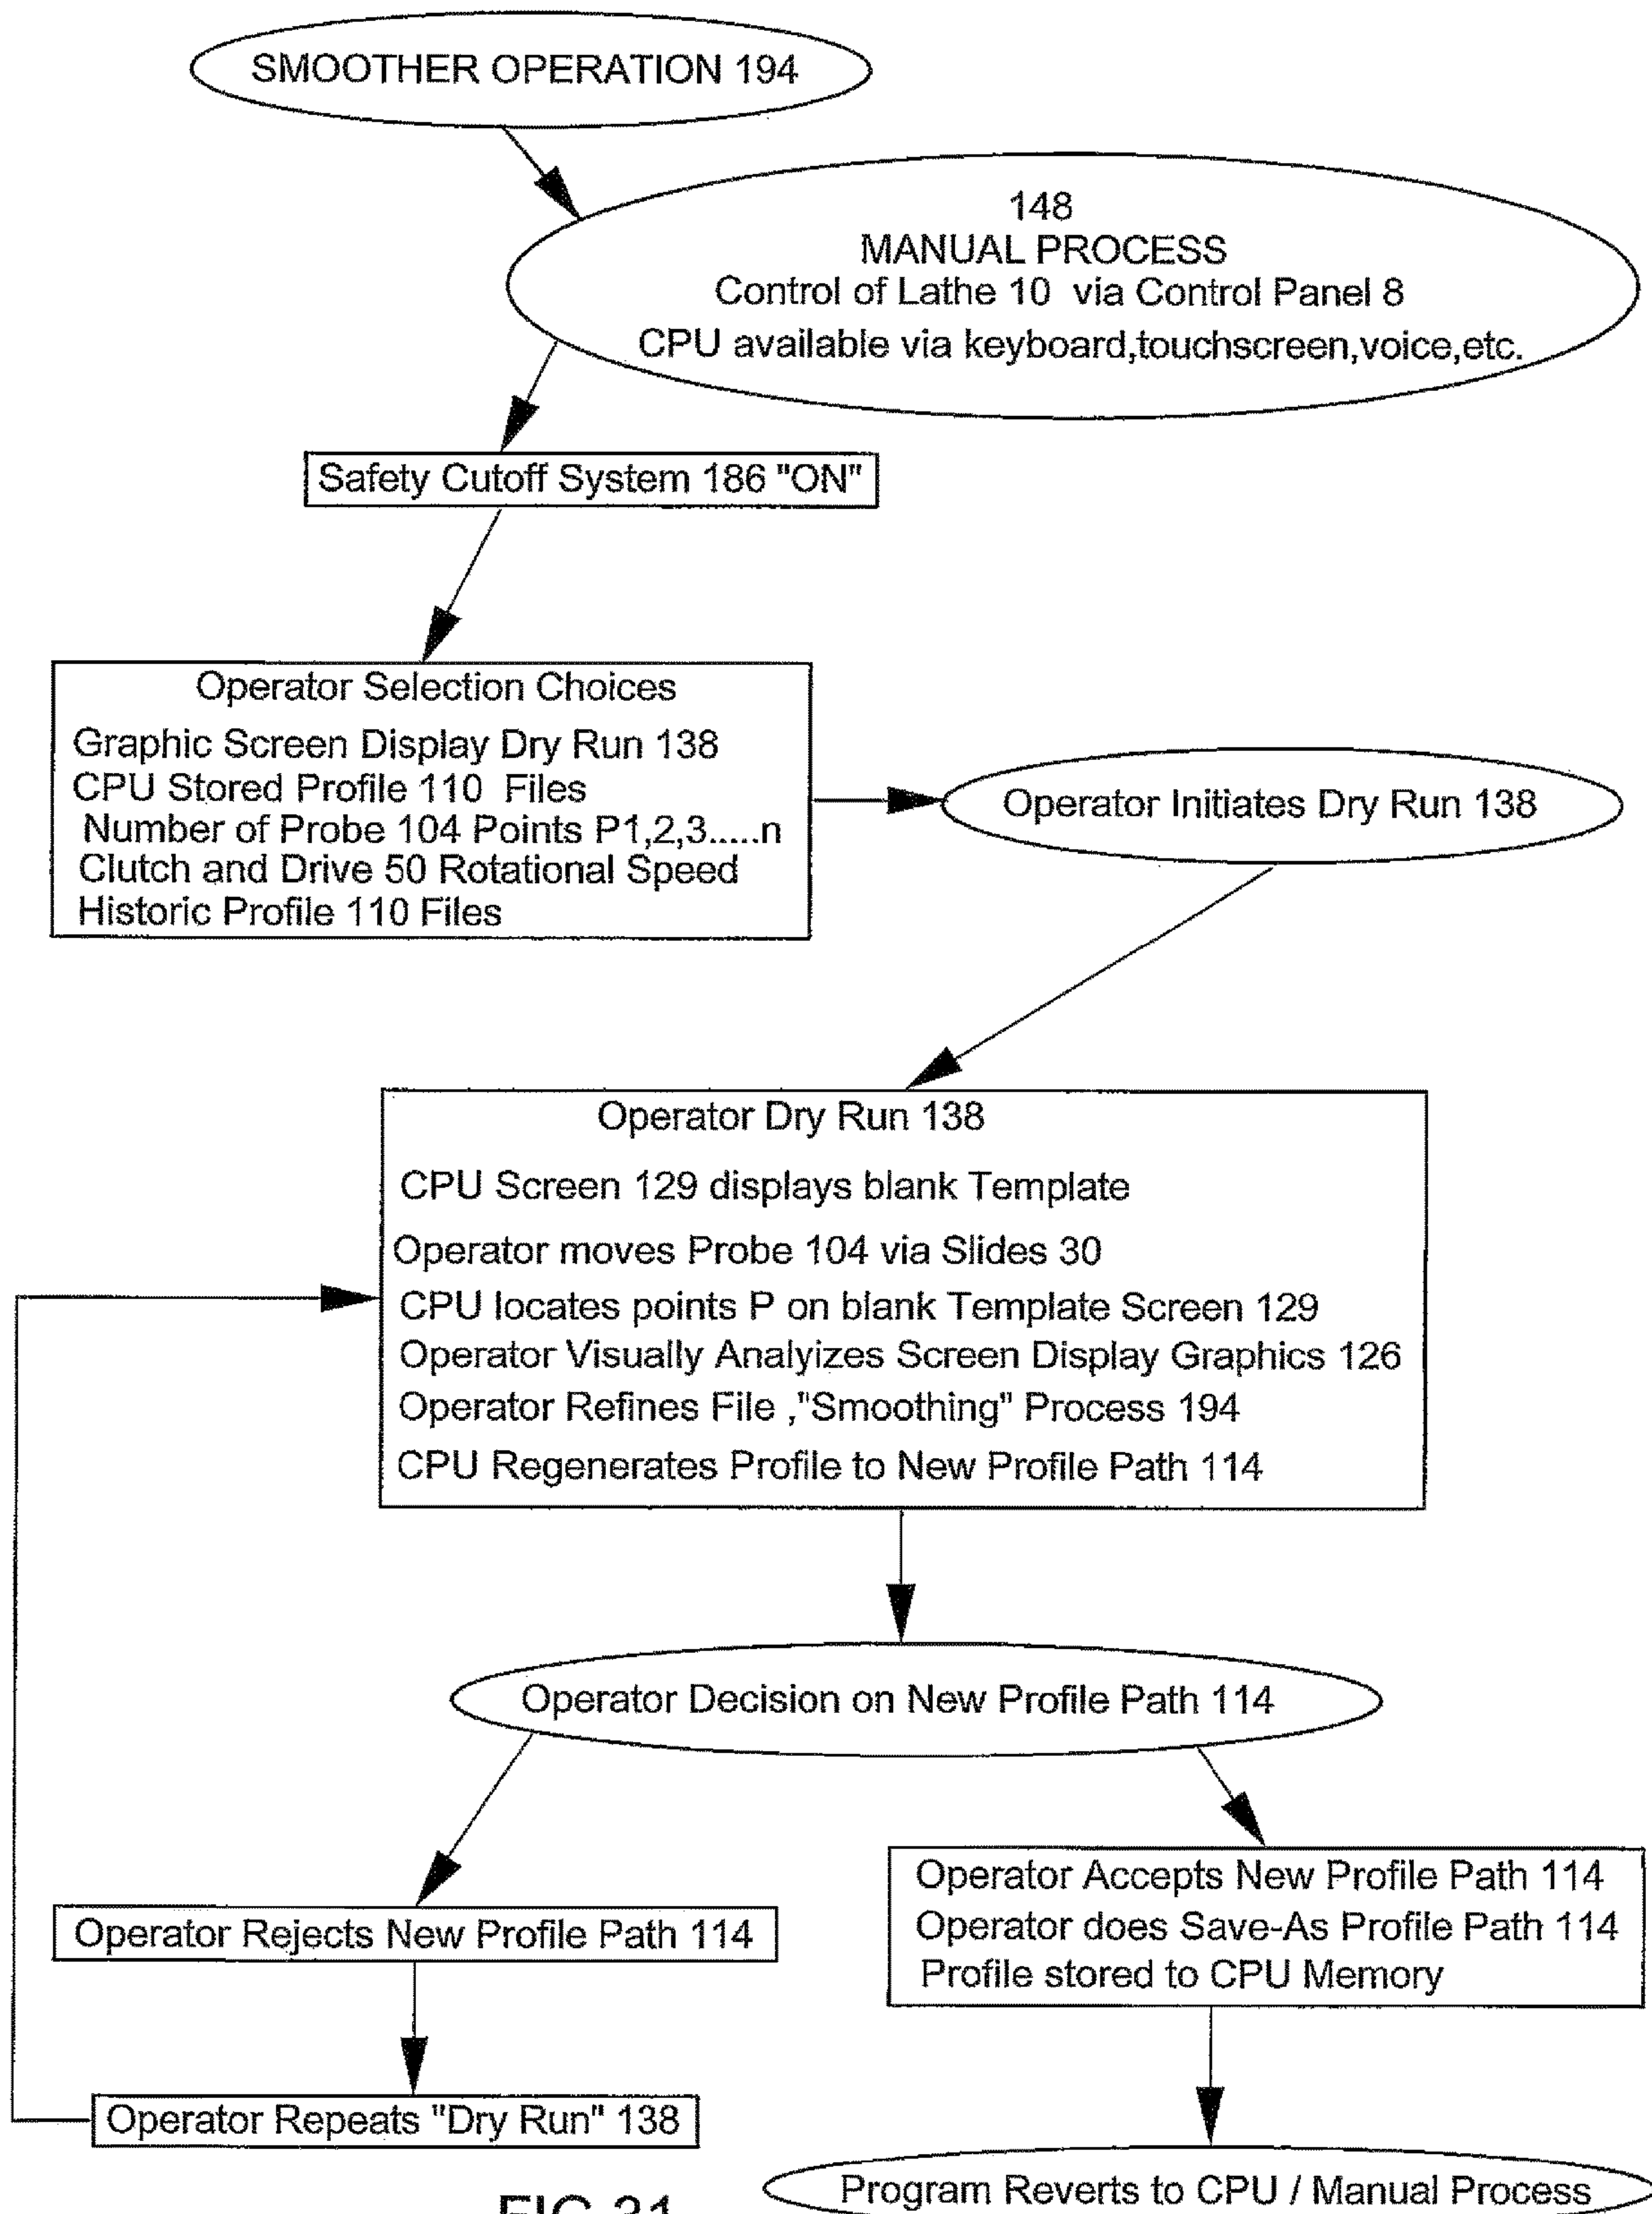 SMOOTHER OPERATION 194
148
MANUAL PROCESS
Control of Lathe 10 via Control Panel 8
CPU available via keyboard,touchscreen,voice,etc.
Safety Cutoff System 186 "ON"
Operator Selection Choices
Graphic Screen Display Dry Run 138
CPU Stored Profile 110 Files
Number of Probe 104 Points P1,2,3.....n
Clutch and Drive 50 Rotational Speed
Historic Profile 110 Files
Operator Initiates Dry Run 138
Operator Dry Run 138
CPU Screen 129 displays blank Template
Operator moves Probe 104 via Slides 30
CPU locates points P on blank Template Screen 129
Operator Visually Analyizes Screen Display Graphics 126
Operator Refines File ,"Smoothing" Process 194
CPU Regenerates Profile to New Profile Path 114
Operator Decision on New Profile Path 114
Operator Rejects New Profile Path 114
Operator Repeats "Dry Run" 138
Operator Accepts New Profile Path 114
Operator does Save-As Profile Path 114
Profile stored to CPU Memory
Program Reverts to CPU / Manual Process
FIG 31